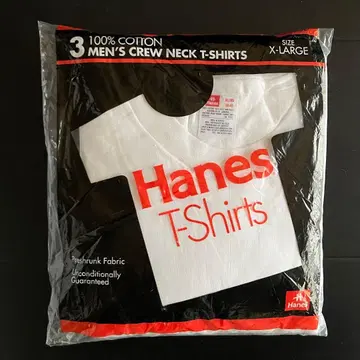 3 100% COTTON
MEN'S CREW NECK T-SHIRTS
SIZE
X-LARGE
Hanes
T-Shirts
Preshrunk Fabric
Unconditionally
Guaranteed
Hanes